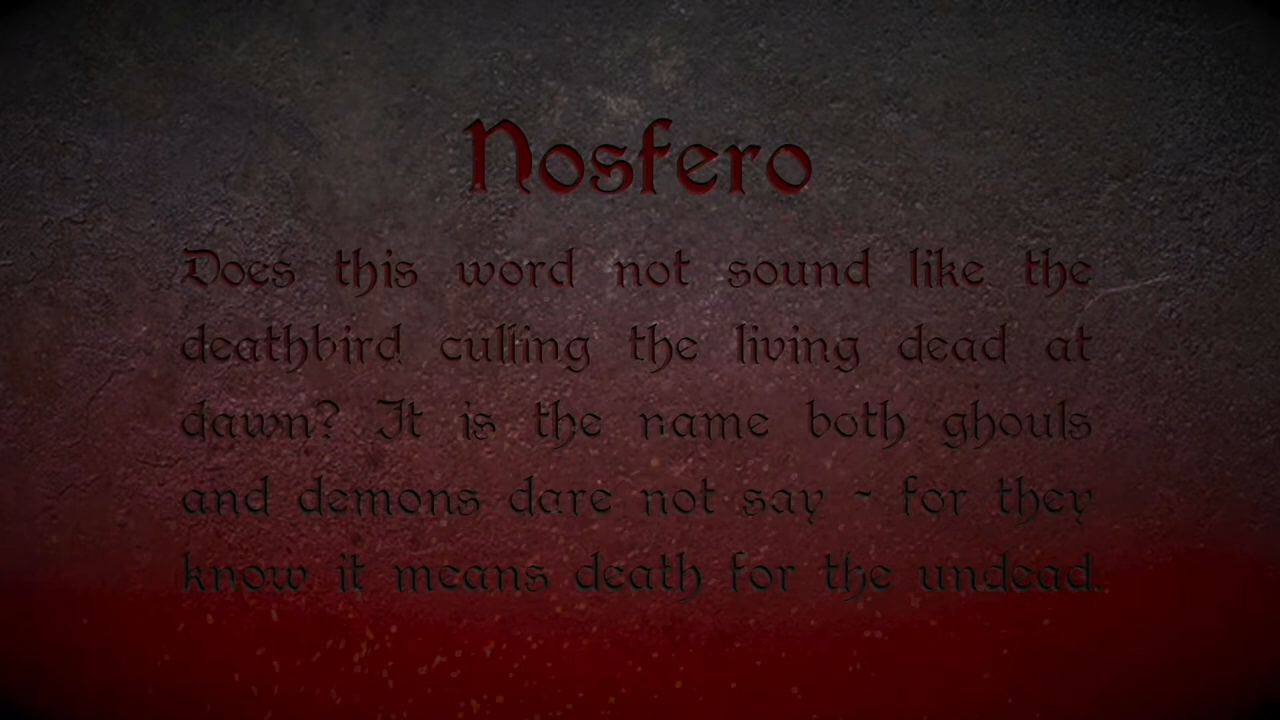 Nosfero
Does this word not sound like the
deathbird culling the living dead at
dawn? It is the name both ghouls
and demons dare not say ~ for they
know it means death for the undead.